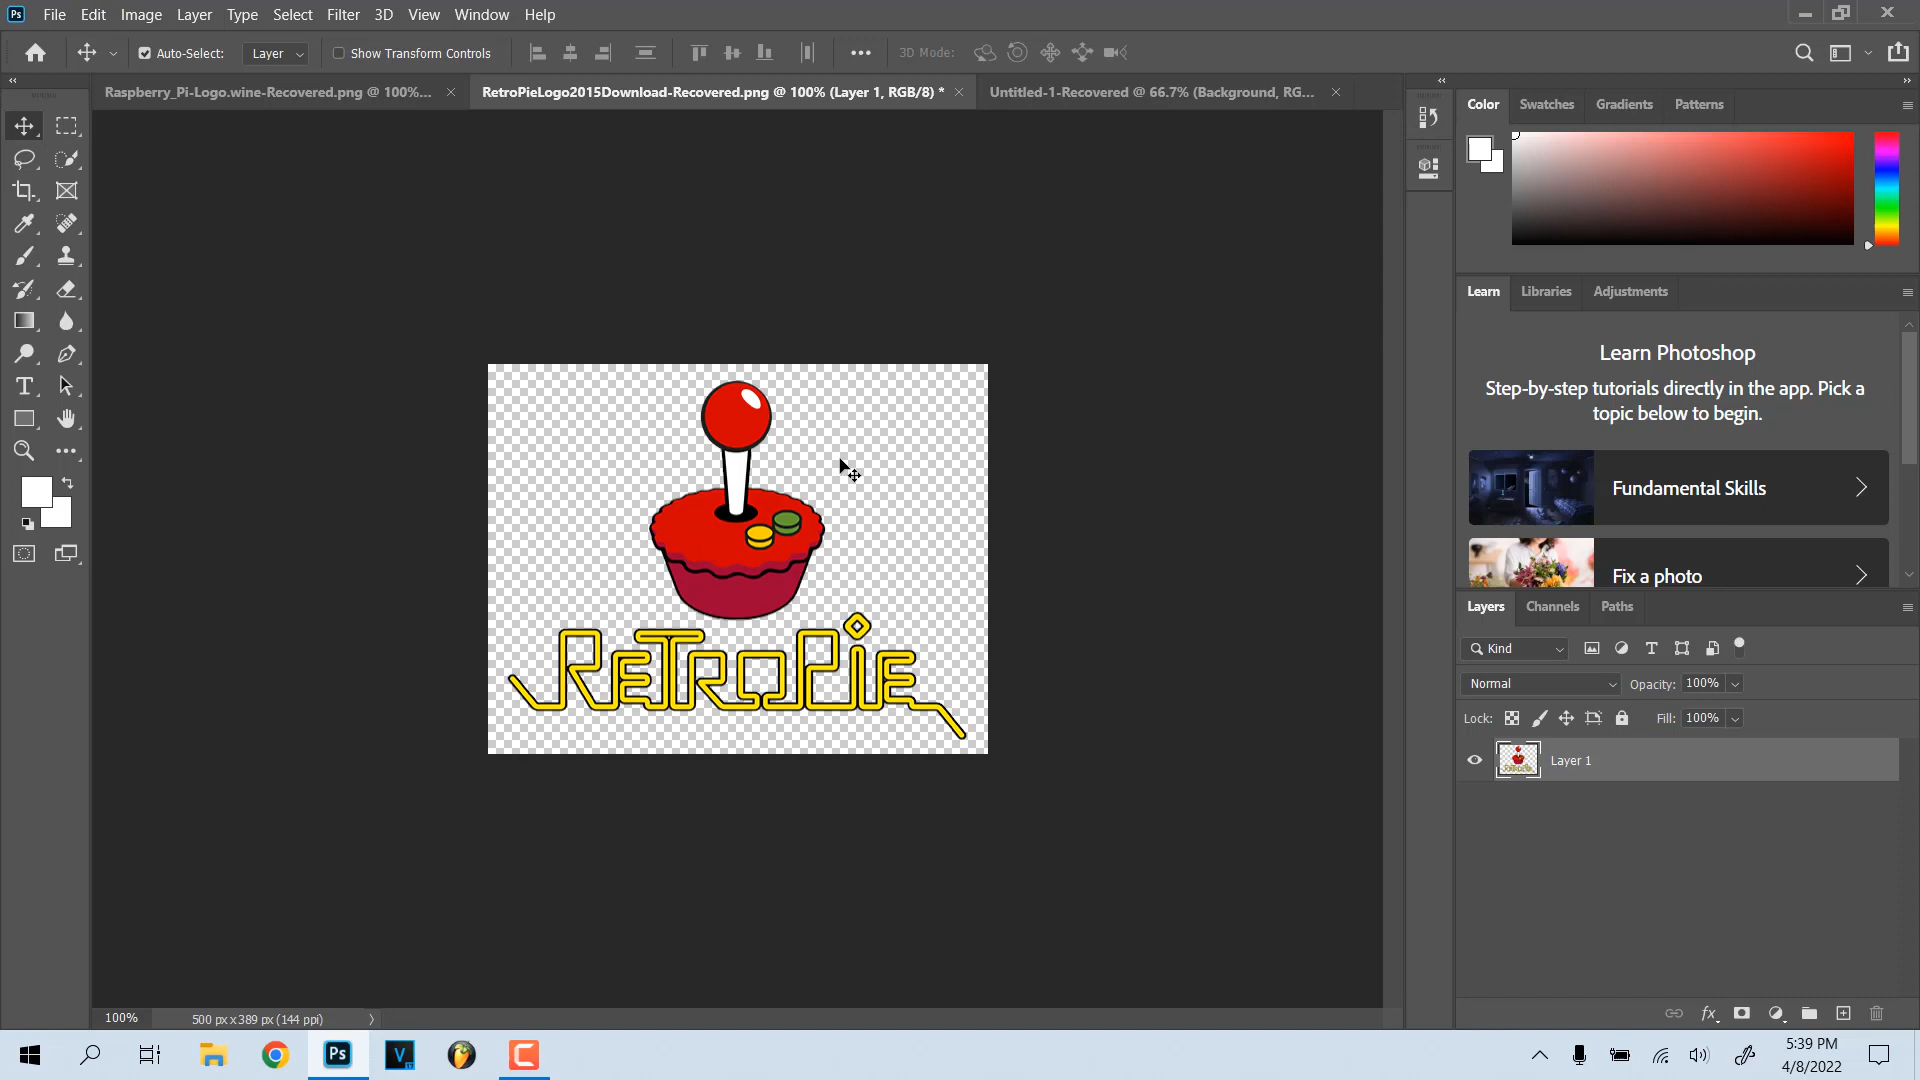 Ps File Edit Image Layer Type Select Filter 3D View Window Help
Auto-Select: Layer Show Transform Controls 3D Mode:
Raspberry_Pi-Logo.wine-Recovered.png @ 100%... RetroPieLogo2015Download-Recovered.png @ 100% (Layer 1, RGB/8) * Untitled-1-Recovered @ 66.7% (Background, RG...
Color Swatches Gradients Patterns
Learn Libraries Adjustments
Learn Photoshop
Step-by-step tutorials directly in the app. Pick a
topic below to begin.
Fundamental Skills
Fix a photo
RetroPie
Layers Channels Paths
Kind
Normal Opacity: 100%
Lock: Fill: 100%
Layer 1
100% 500 px x 389 px (144 ppi)
Ps V C
5:39 PM
4/8/2022